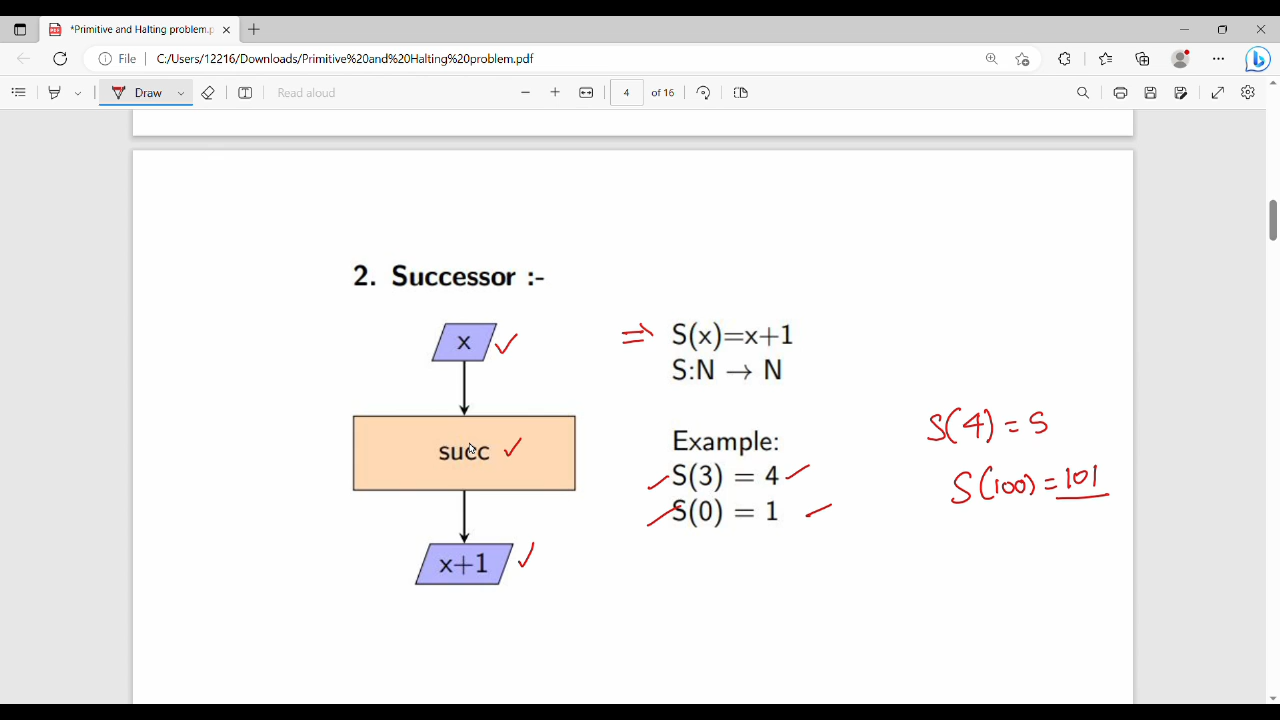 *Primitive and Halting problem.p
File
C:/Users/12216/Downloads/Primitive%20and%20Halting%20problem.pdf
Draw
Read aloud
4 of 16
2. Successor :-
x
succ
x+1
⇒ S(x)=x+1
S:N → N
Example:
S(3) = 4
S(0) = 1
S(4) = 5
S(100) = 101